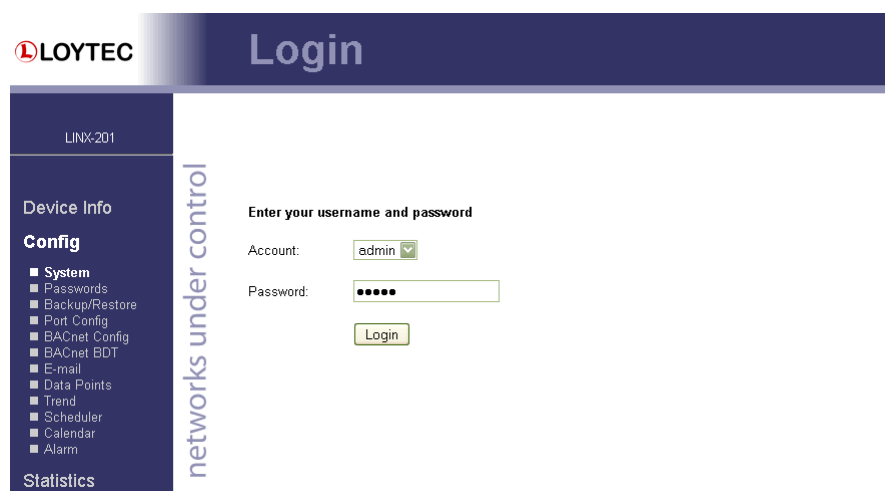 LOYTEC
Login
LINX-201
Device Info
Config
System
Passwords
Backup/Restore
Port Config
BACnet Config
BACnet BDT
E-mail
Data Points
Trend
Scheduler
Calendar
Alarm
Statistics
networks under control
Enter your username and password
Account: admin
Password: •••••
Login